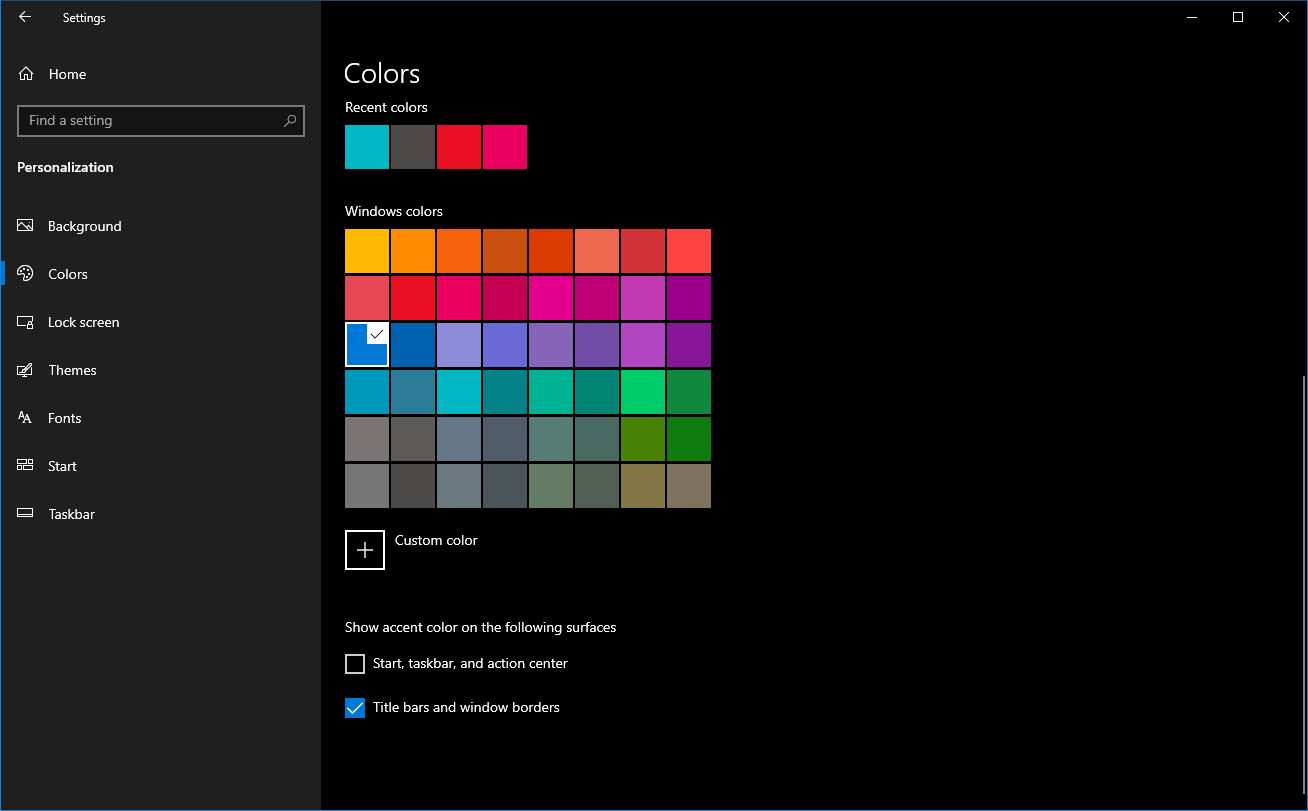 Settings
Home
Find a setting
Personalization
Background
Colors
Lock screen
Themes
Fonts
Start
Taskbar
Colors
Recent colors
Windows colors
Custom color
Show accent color on the following surfaces
Start, taskbar, and action center
Title bars and window borders